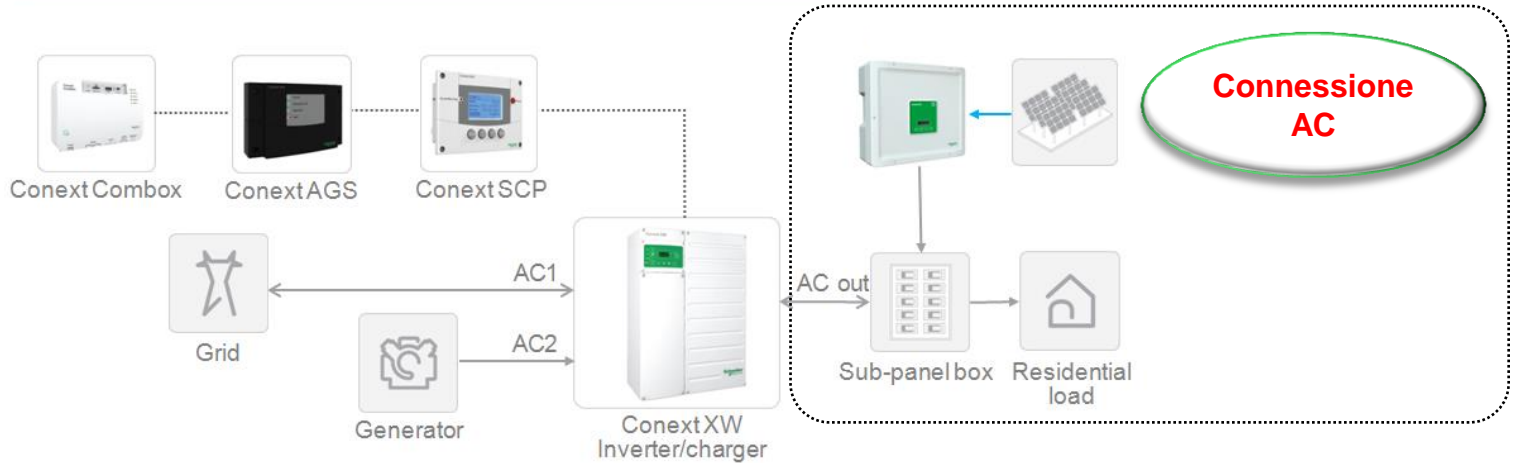 Connessione
AC
Conext Combox
Conext AGS
Conext SCP
AC1
AC out
Grid
AC2
Sub-panel box
Residential
load
Generator
Conext XW
Inverter/charger